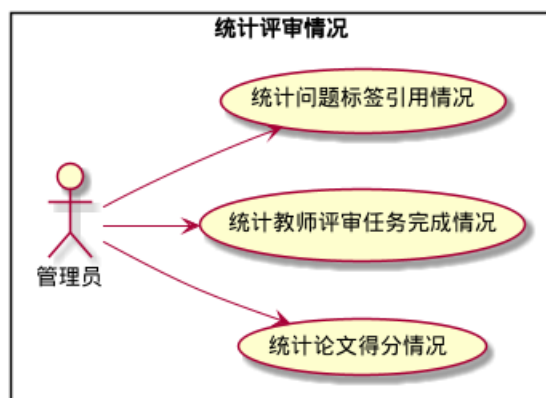 统计评审情况
统计问题标签引用情况
统计教师评审任务完成情况
管理员
统计论文得分情况